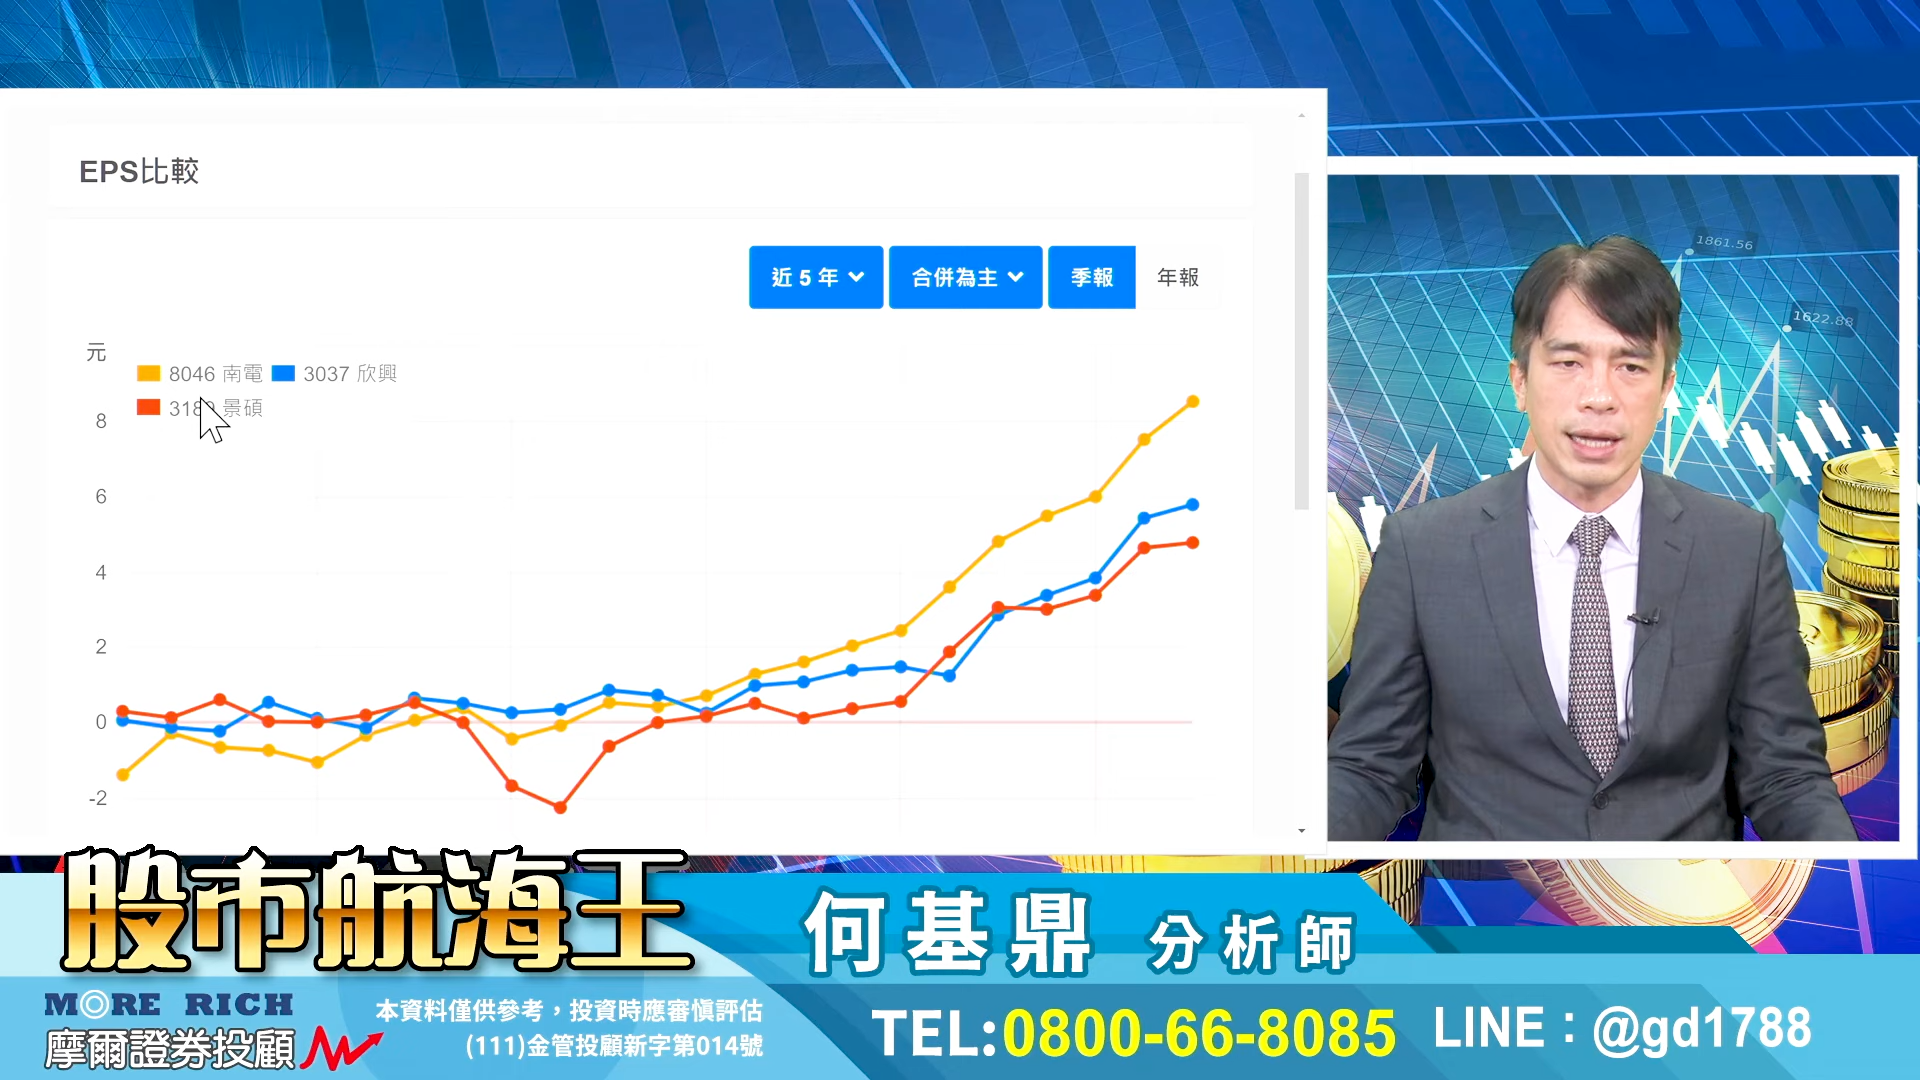 EPS比較
近 5 年
合併為主
季報
年報
元
8046 南電
3037 欣興
景碩
8
6
4
2
0
-2
1861.56
1622.88
股市航海王
何基鼎 分析師
MORE RICH
摩爾證券投顧
本資料僅供參考，投資時應審慎評估
(111)金管投顧新字第014號
TEL:0800-66-8085
LINE：@gd1788